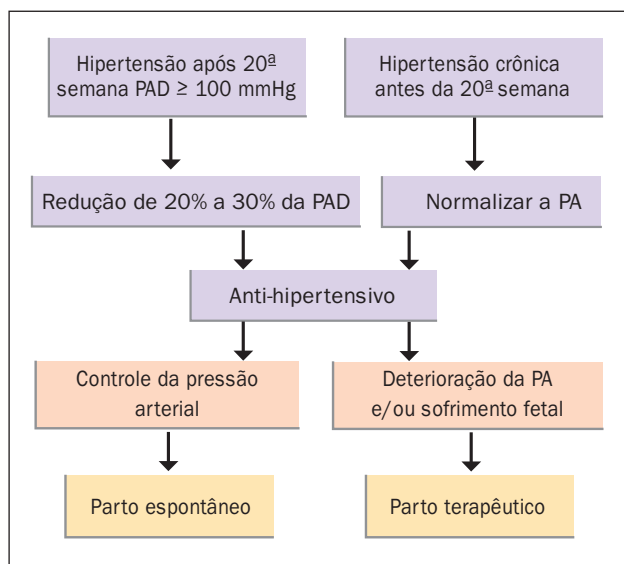 Hipertensão após 20ª
semana PAD ≥ 100 mmHg
Hipertensão crônica
antes da 20ª semana
Redução de 20% a 30% da PAD
Normalizar a PA
Anti-hipertensivo
Controle da pressão
arterial
Deterioração da PA
e/ou sofrimento fetal
Parto espontâneo
Parto terapêutico